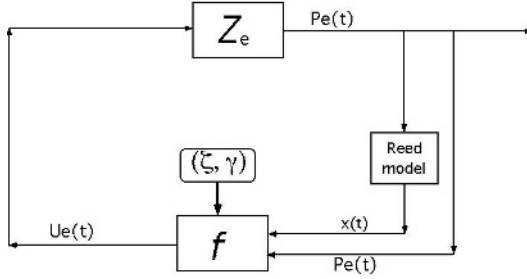 Pe(t)
Ze
Reed
model
(ζ, γ)
x(t)
Ue(t)
f
Pe(t)